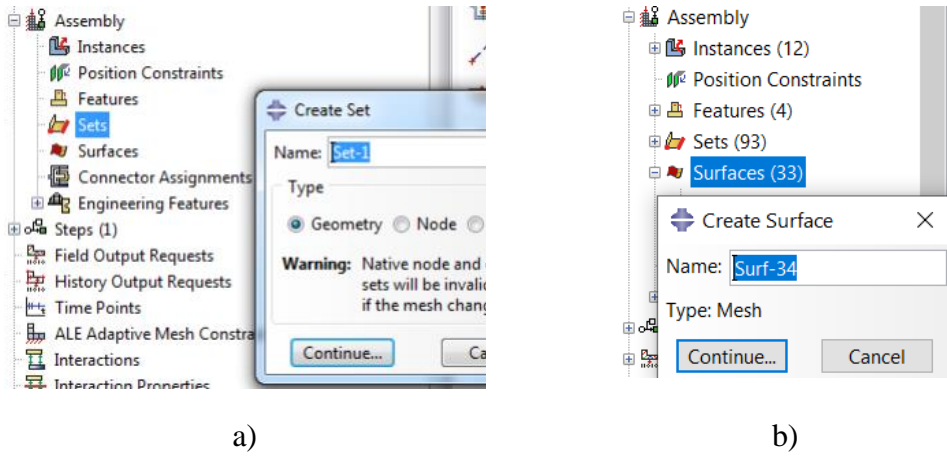 Assembly
Instances
Position Constraints
Features
Sets
Surfaces
Connector Assignments
Engineering Features
Steps (1)
Field Output Requests
History Output Requests
Time Points
ALE Adaptive Mesh Constra
Interactions
Interaction Properties
Create Set
Name: Set-1
Type
Geometry Node
Warning: Native node and
sets will be invalid
if the mesh chang
Continue... Ca
a)
Assembly
Instances (12)
Position Constraints
Features (4)
Sets (93)
Surfaces (33)
Create Surface
Name: Surf-34
Type: Mesh
Continue... Cancel
b)